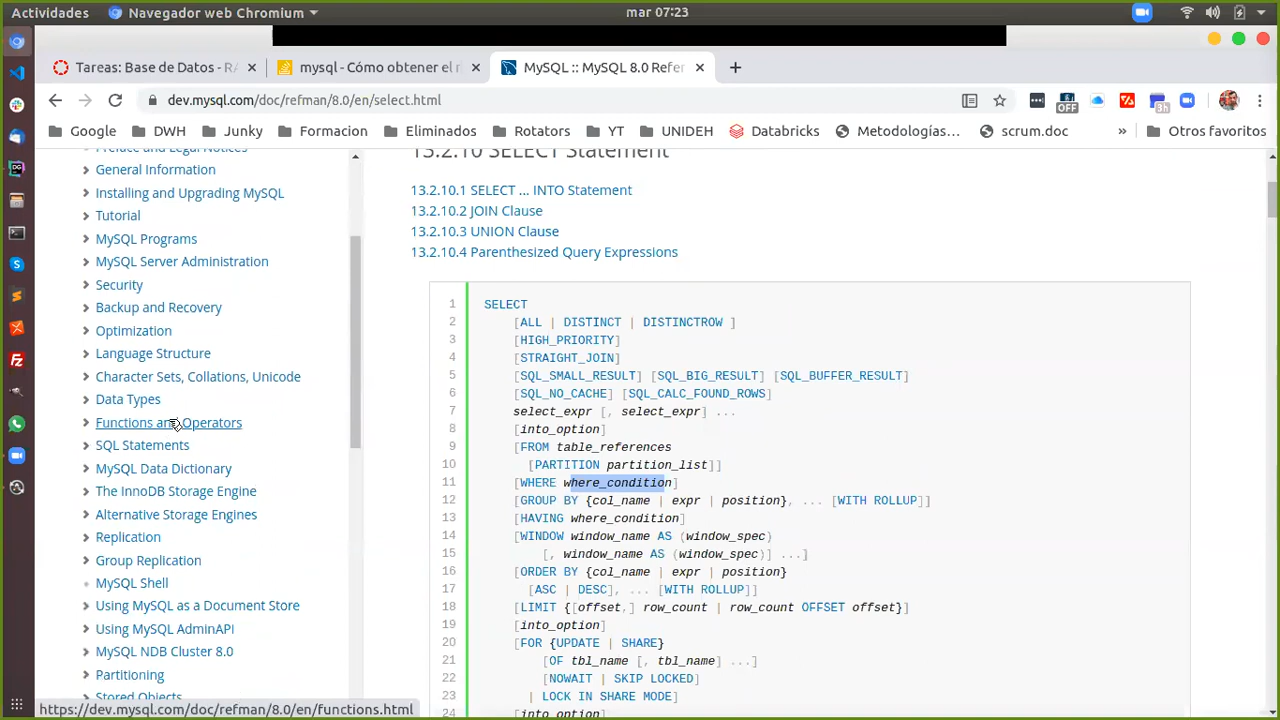 Actividades
Navegador web Chromium
mar 07:23
Tareas: Base de Datos - RA
mysql - Cómo obtener el r
MySQL :: MySQL 8.0 Refer
dev.mysql.com/doc/refman/8.0/en/select.html
OFF
3h
Google
DWH
Junky
Formacion
Eliminados
Rotators
YT
UNIDEH
Databricks
Metodologías...
scrum.doc
»
Otros favoritos
Preface and Legal Notices
General Information
Installing and Upgrading MySQL
Tutorial
MySQL Programs
MySQL Server Administration
Security
Backup and Recovery
Optimization
Language Structure
Character Sets, Collations, Unicode
Data Types
Functions and Operators
SQL Statements
MySQL Data Dictionary
The InnoDB Storage Engine
Alternative Storage Engines
Replication
Group Replication
MySQL Shell
Using MySQL as a Document Store
Using MySQL AdminAPI
MySQL NDB Cluster 8.0
Partitioning
Stored Objects
https://dev.mysql.com/doc/refman/8.0/en/functions.html
13.2.10 SELECT Statement
13.2.10.1 SELECT ... INTO Statement
13.2.10.2 JOIN Clause
13.2.10.3 UNION Clause
13.2.10.4 Parenthesized Query Expressions
1 SELECT
2 [ALL | DISTINCT | DISTINCTROW ]
3 [HIGH_PRIORITY]
4 [STRAIGHT_JOIN]
5 [SQL_SMALL_RESULT] [SQL_BIG_RESULT] [SQL_BUFFER_RESULT]
6 [SQL_NO_CACHE] [SQL_CALC_FOUND_ROWS]
7 select_expr [, select_expr] ...
8 [into_option]
9 [FROM table_references
10 [PARTITION partition_list]]
11 [WHERE where_condition]
12 [GROUP BY {col_name | expr | position}, ... [WITH ROLLUP]]
13 [HAVING where_condition]
14 [WINDOW window_name AS (window_spec)
15 [, window_name AS (window_spec)] ...]
16 [ORDER BY {col_name | expr | position}
17 [ASC | DESC], ... [WITH ROLLUP]]
18 [LIMIT {[offset,] row_count | row_count OFFSET offset}]
19 [into_option]
20 [FOR {UPDATE | SHARE}
21 [OF tbl_name [, tbl_name] ...]
22 [NOWAIT | SKIP LOCKED]
23 | LOCK IN SHARE MODE]
24 [into_option]